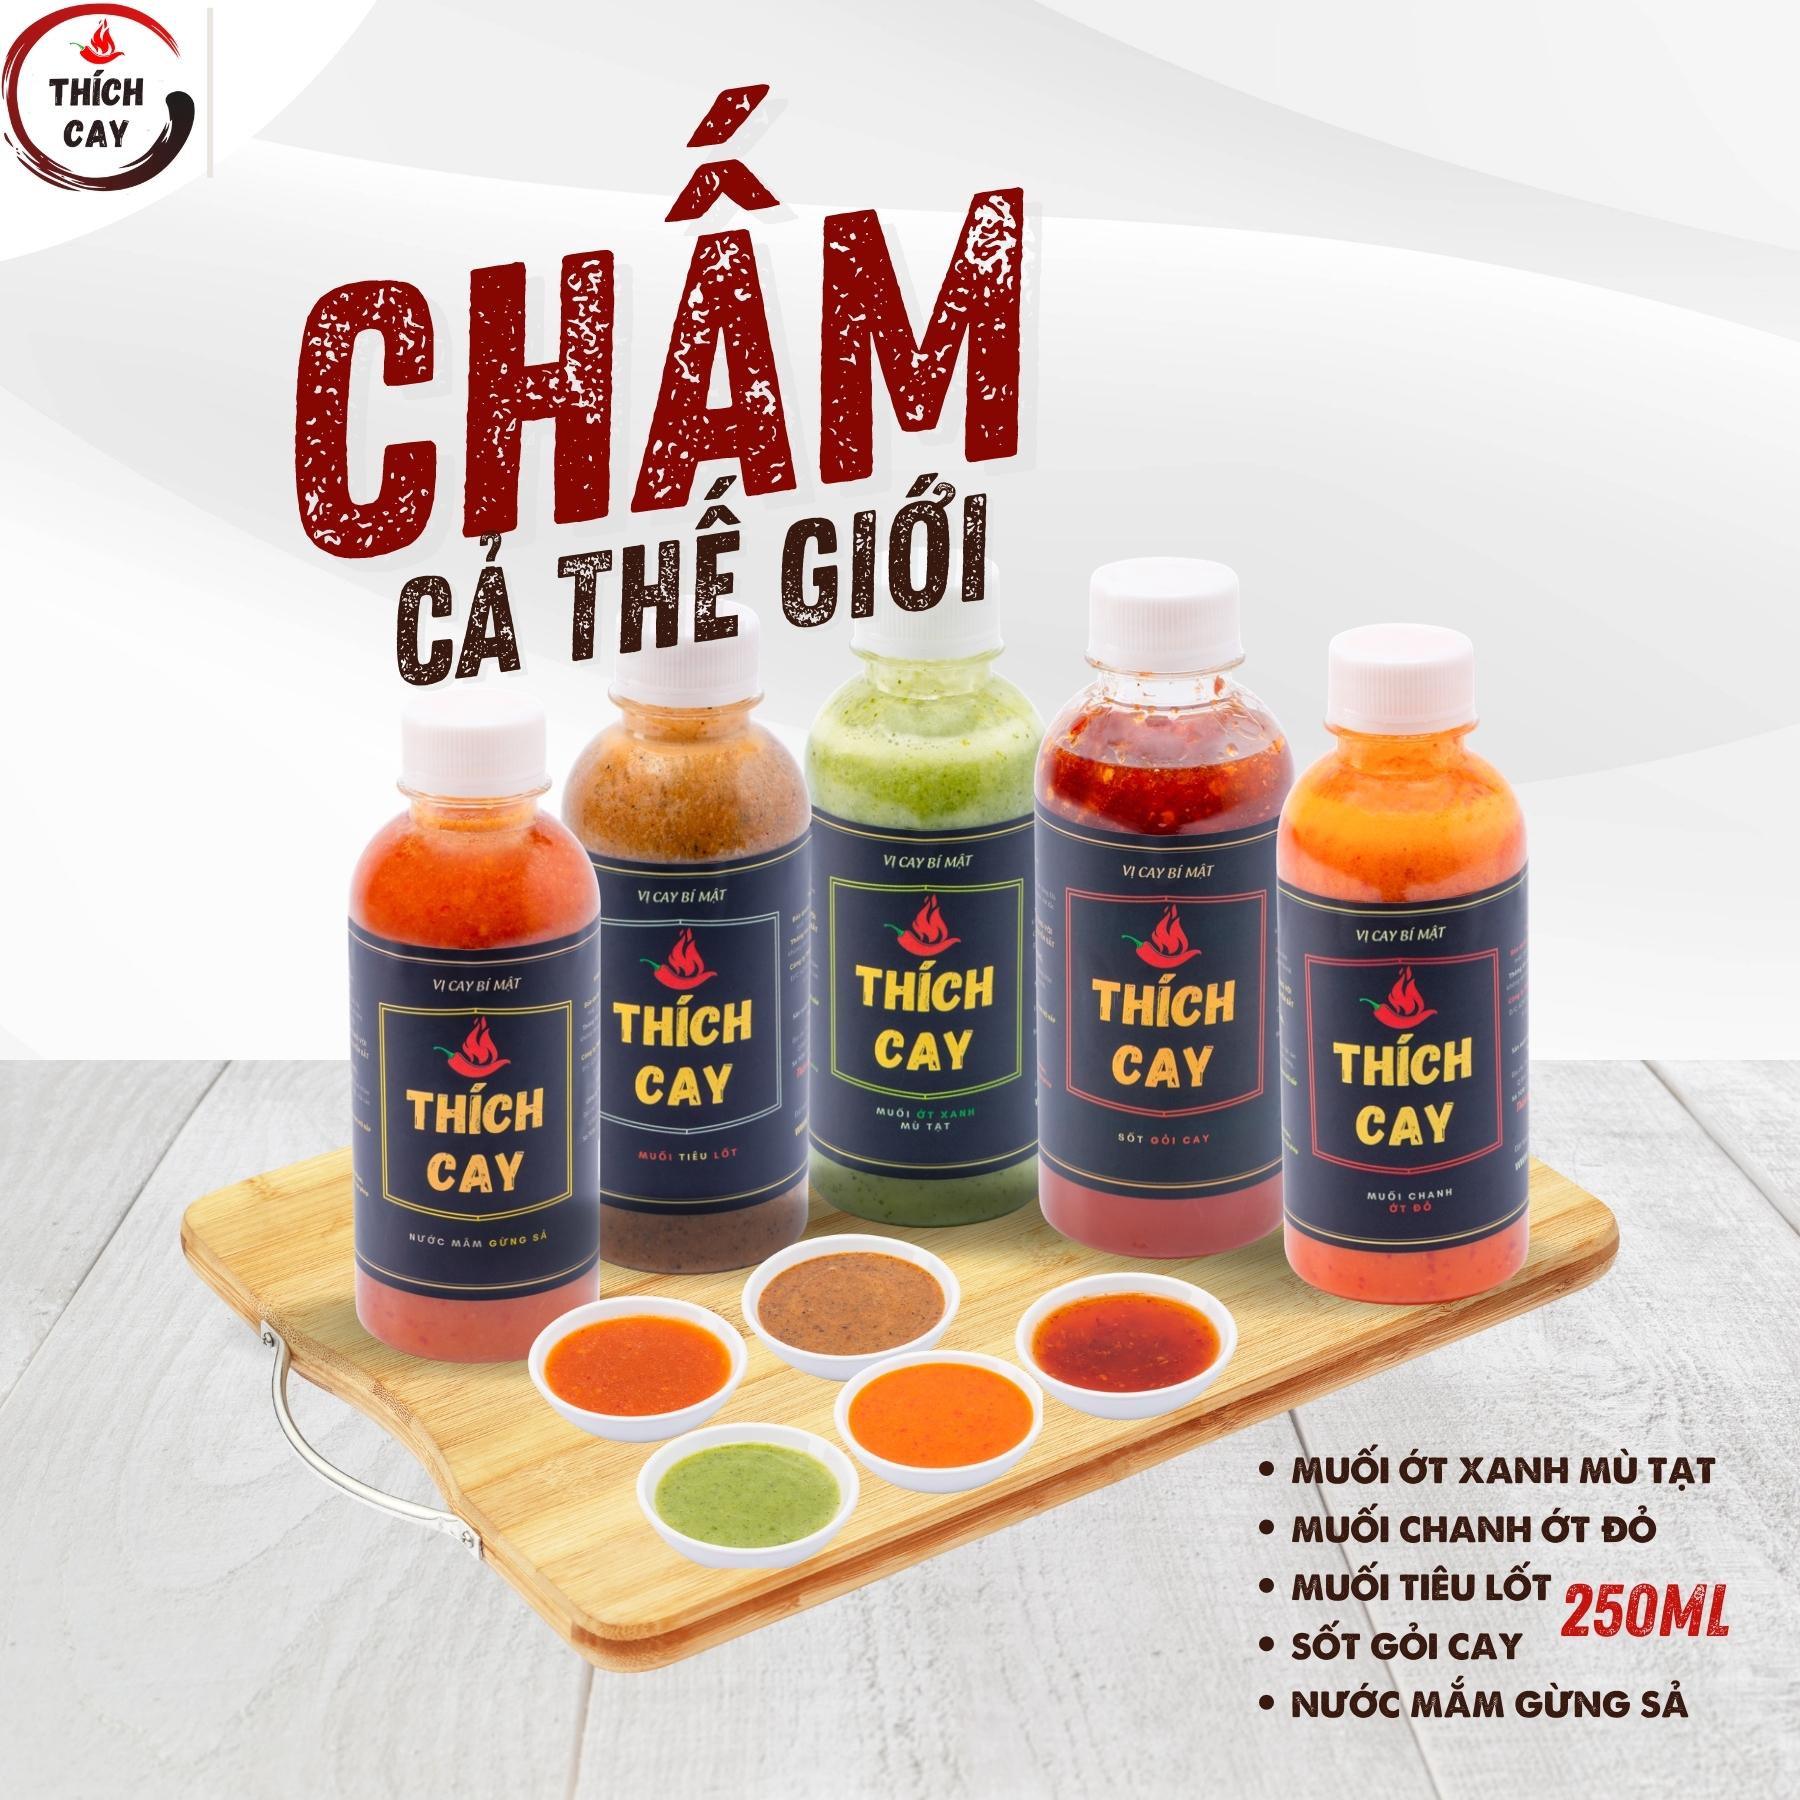 THÍCH
CAY
CHẤM
CẢ THẾ GIỚI
VỊ CAY BÍ MẬT
THÍCH
CAY
NƯỚC MẮM GỪNG SẢ
VỊ CAY BÍ MẬT
THÍCH
CAY
MUỐI TIÊU LỐT
VỊ CAY BÍ MẬT
THÍCH
CAY
MUỐI ỚT XANH
MÙ TẠT
VỊ CAY BÍ MẬT
THÍCH
CAY
SỐT GỎI CAY
VỊ CAY BÍ MẬT
THÍCH
CAY
MUỐI CHANH
ỚT ĐỎ
• MUỐI ỚT XANH MÙ TẠT
• MUỐI CHANH ỚT ĐỎ
• MUỐI TIÊU LỐT
• SỐT GỎI CAY
• NƯỚC MẮM GỪNG SẢ
250ML